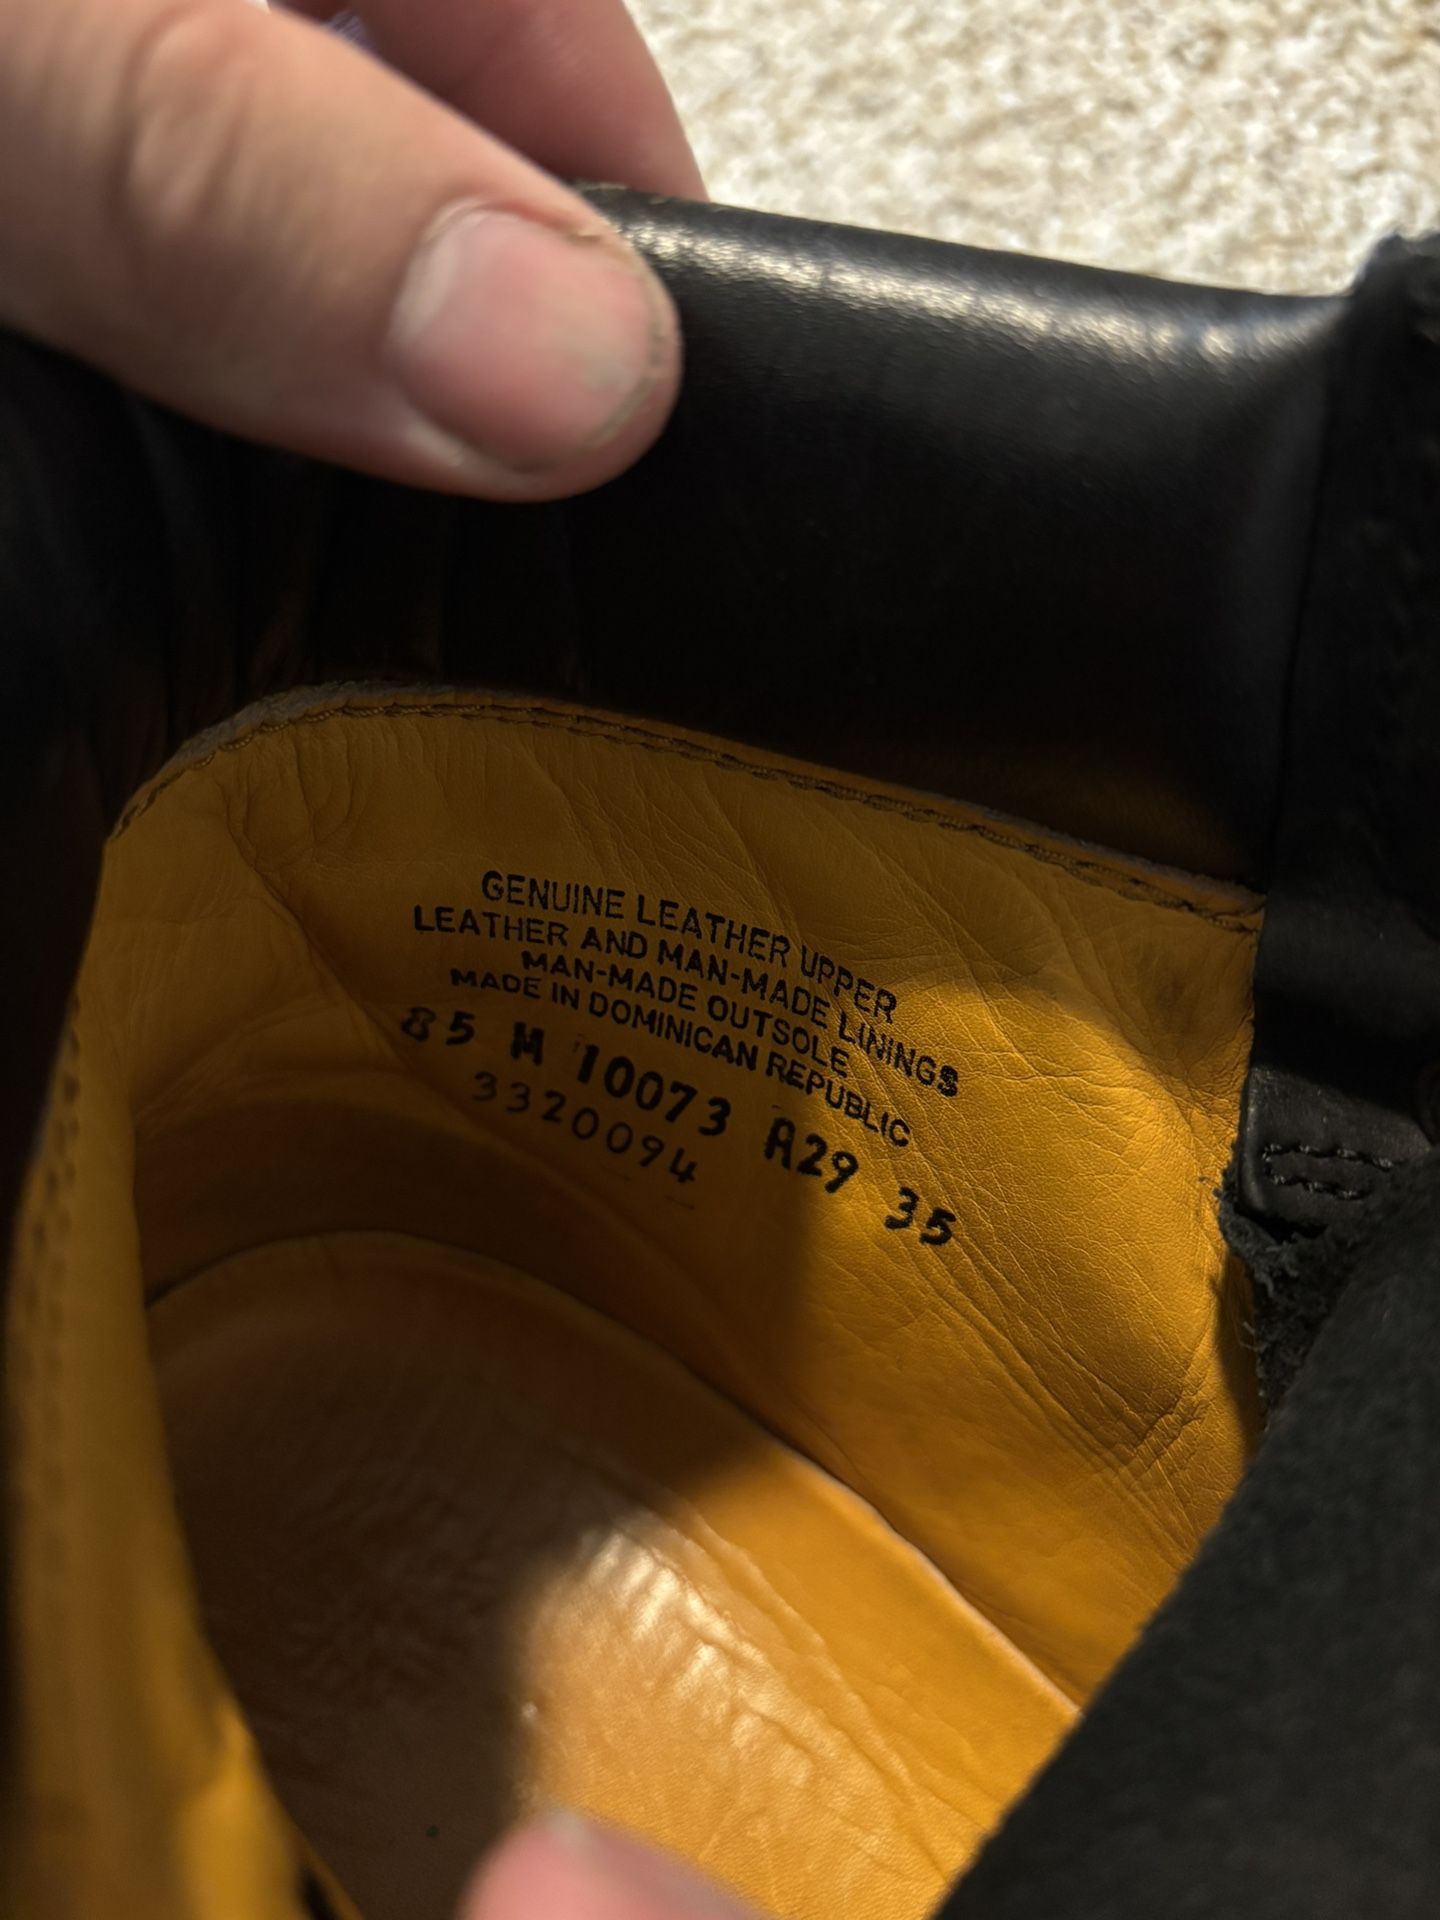 GENUINE LEATHER UPPER
LEATHER AND MAN-MADE LININGS
MAN-MADE OUTSOLE
MADE IN DOMINICAN REPUBLIC
85 M 10073 A29 35
3320094